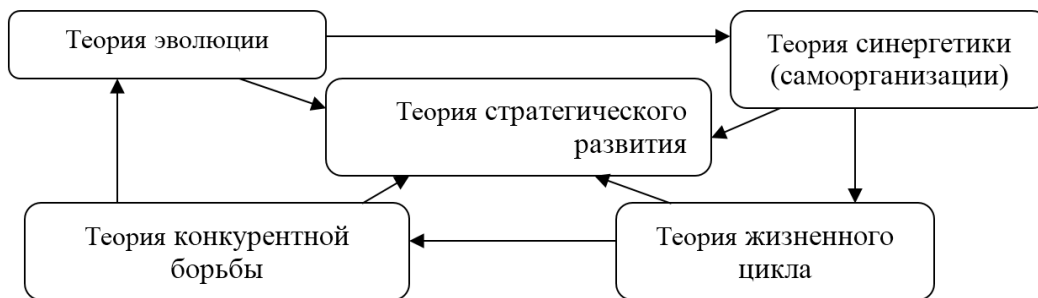 Теория эволюции
Теория синергетики
(самоорганизации)
Теория стратегического
развития
Теория конкурентной
борьбы
Теория жизненного
цикла